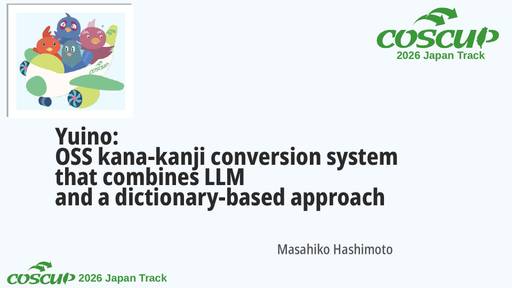 COSCUP
COSCUP
2026 Japan Track
Yuino:
OSS kana-kanji conversion system
that combines LLM
and a dictionary-based approach
Masahiko Hashimoto
COSCUP 2026 Japan Track